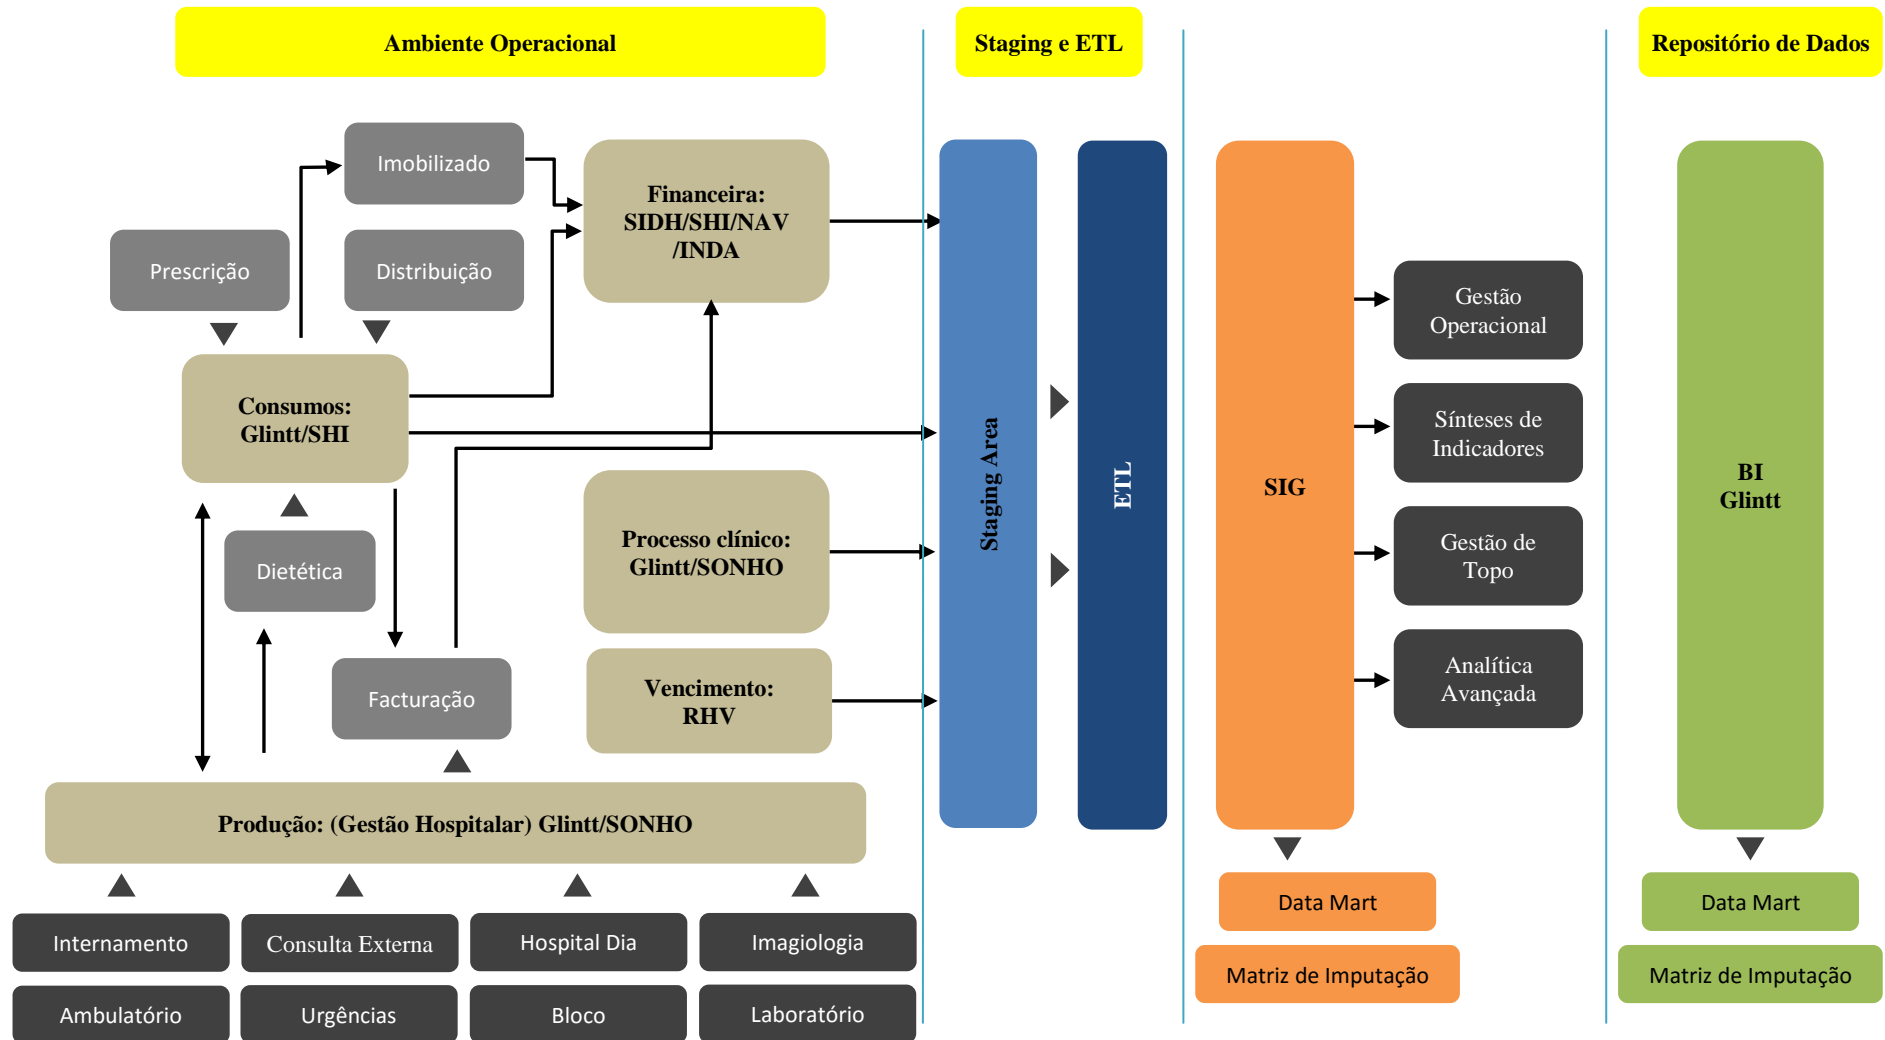 Ambiente Operacional
Staging e ETL
Repositório de Dados
Imobilizado
Financeira:
SIDH/SHI/NAV
/INDA
Prescrição
Distribuição
Consumos:
Glintt/SHI
Dietética
Processo clínico:
Glintt/SONHO
Facturação
Vencimento:
RHV
Produção: (Gestão Hospitalar) Glintt/SONHO
Internamento
Consulta Externa
Hospital Dia
Imagiologia
Ambulatório
Urgências
Bloco
Laboratório
Staging Area
ETL
SIG
Gestão
Operacional
Sínteses de
Indicadores
Gestão de
Topo
Analítica
Avançada
Data Mart
Matriz de Imputação
BI
Glintt
Data Mart
Matriz de Imputação